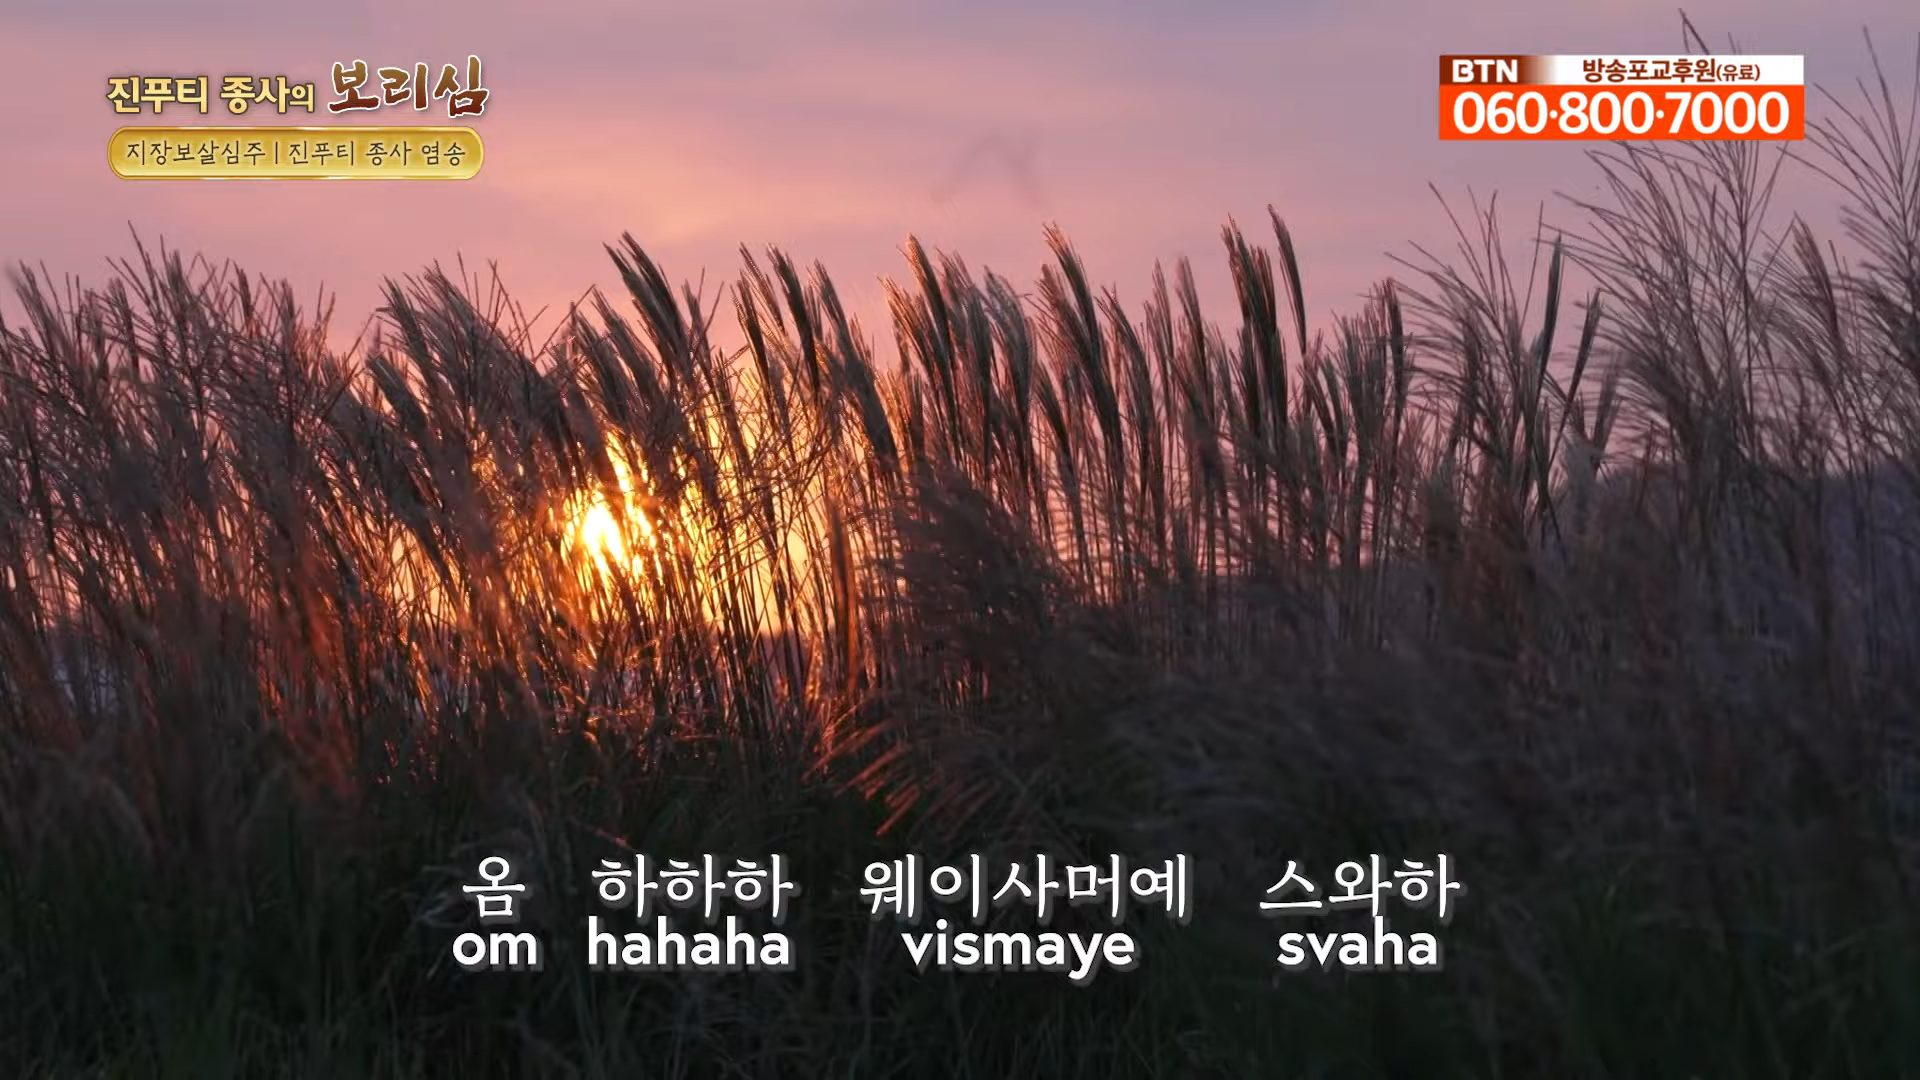 진푸티 종사의 보리심
지장보살심주 | 진푸티 종사 염송
BTN 방송포교후원(유료)
060·800·7000
옴 하하하 웨이사머예 스와하
om hahaha vismaye svaha